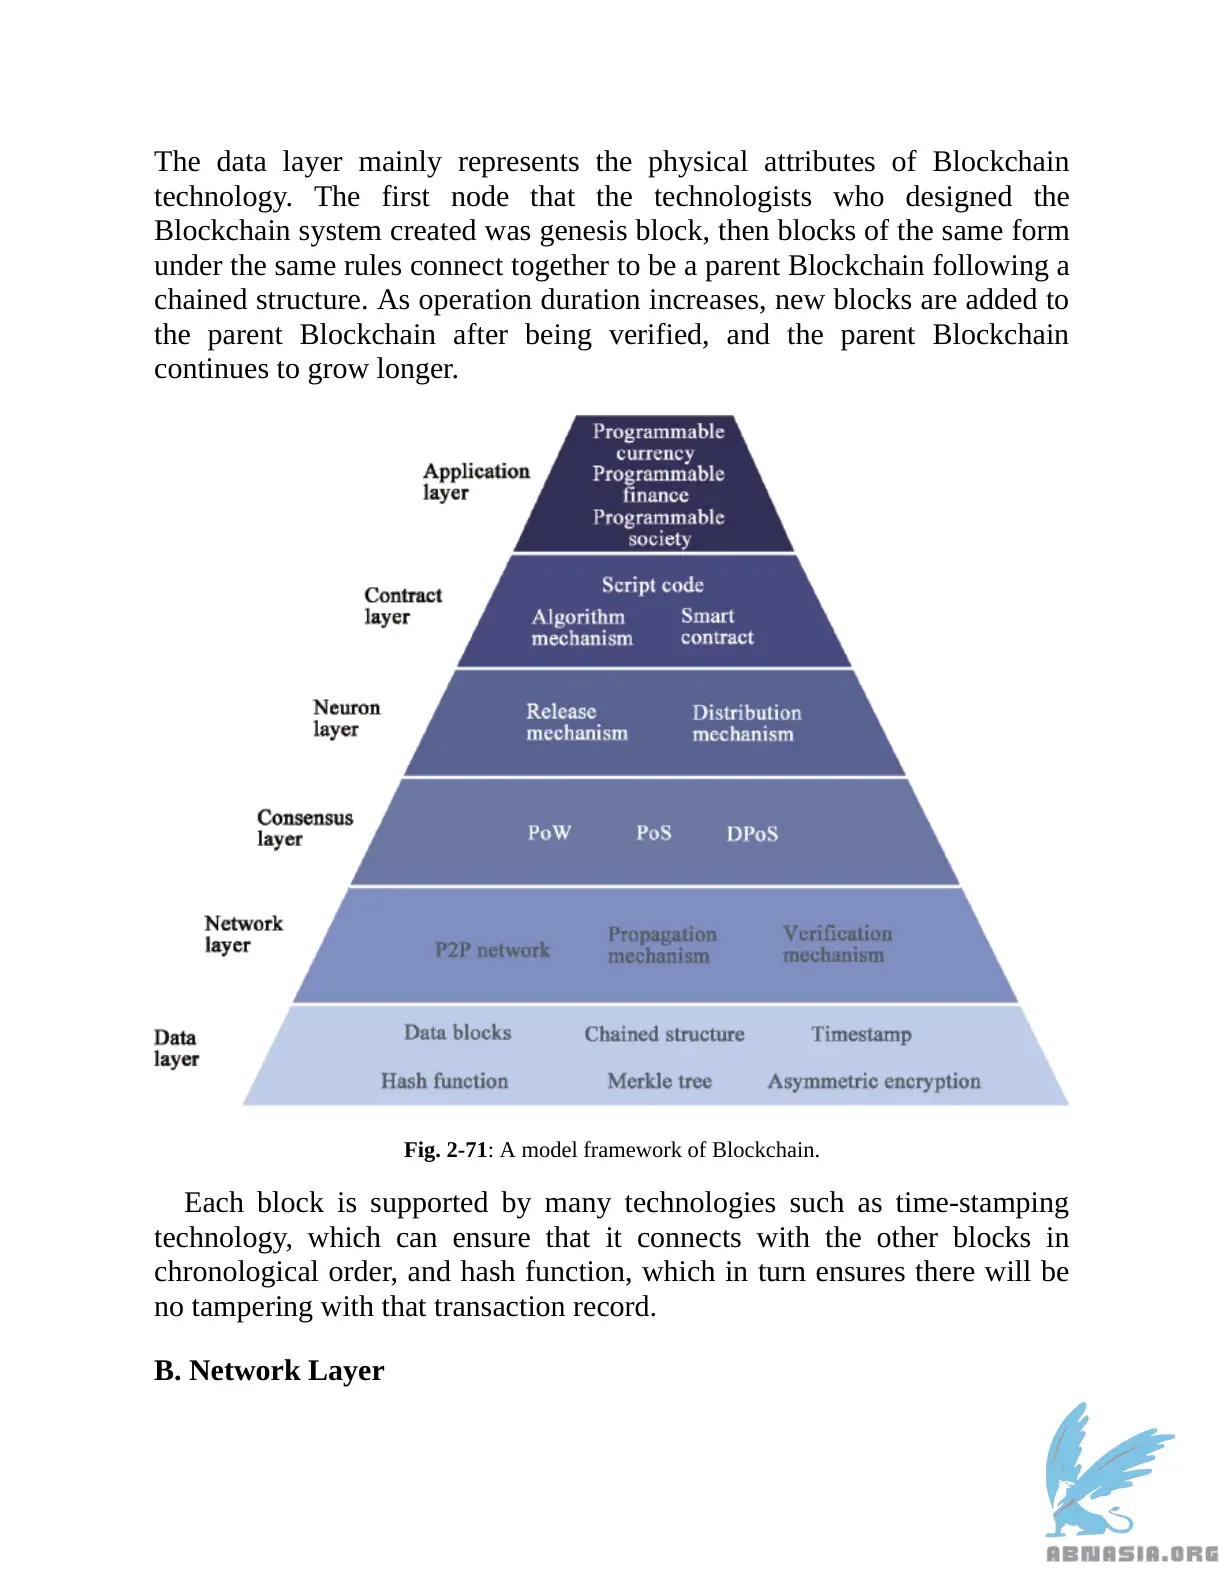 The data layer mainly represents the physical attributes of Blockchain
technology. The first node that the technologists who designed the
Blockchain system created was genesis block, then blocks of the same form
under the same rules connect together to be a parent Blockchain following a
chained structure. As operation duration increases, new blocks are added to
the parent Blockchain after being verified, and the parent Blockchain
continues to grow longer.
Application
layer
Programmable
currency
Programmable
finance
Programmable
society
Contract
layer
Script code
Algorithm
mechanism
Smart
contract
Neuron
layer
Release
mechanism
Distribution
mechanism
Consensus
layer
PoW
PoS
DPoS
Network
layer
P2P network
Propagation
mechanism
Verification
mechanism
Data
layer
Data blocks
Chained structure
Timestamp
Hash function
Merkle tree
Asymmetric encryption
Fig. 2-71: A model framework of Blockchain.
Each block is supported by many technologies such as time-stamping
technology, which can ensure that it connects with the other blocks in
chronological order, and hash function, which in turn ensures there will be
no tampering with that transaction record.
B. Network Layer
ABNASIA.ORG